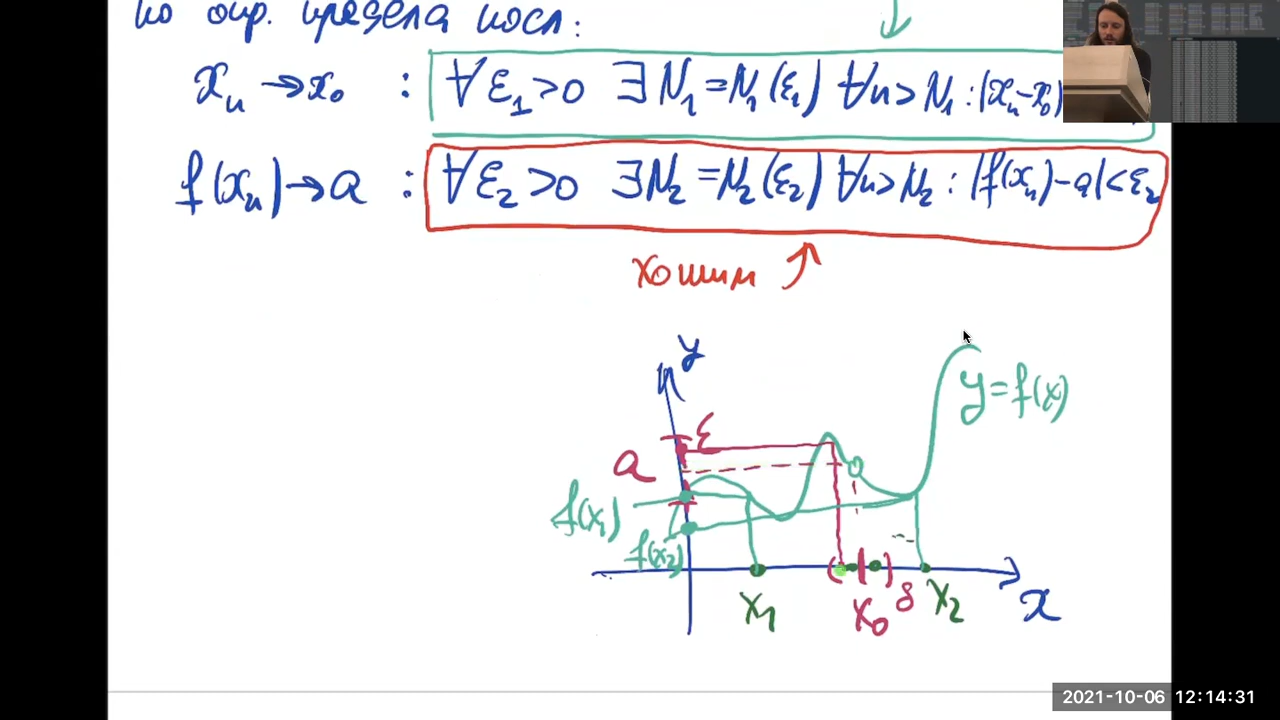 по опр. предела посл:
xₙ → x₀ : ∀ε₁>0 ∃N₁=N₁(ε₁) ∀n>N₁ : |xₙ-x₀|
f(xₙ)→a : ∀ε₂>0 ∃N₂=N₂(ε₂) ∀n>N₂ : |f(xₙ)-a|<ε₂
хотим
y
y=f(x)
ε
a
f(x₁)
f(x₂)
( | ) δ
x₁ x₀ x₂ x
2021-10-06 12:14:31